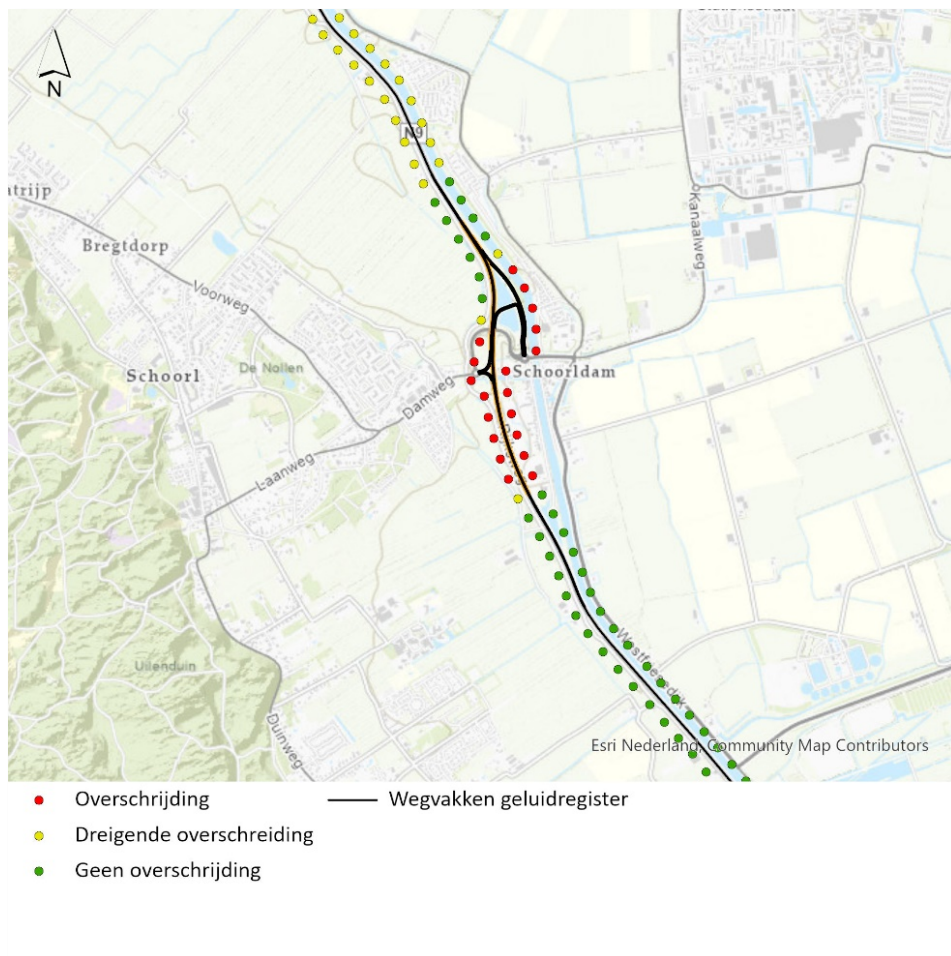 N
N9
Kanaalweg
atrijp
Bregtdorp
Voorweg
De Nollen
Schoorl
Schoorldam
Damweg
Laanweg
Uilenduin
Duinweg
Esri Nederland, Community Map Contributors
Overschrijding
Wegvakken geluidregister
Dreigende overschreiding
Geen overschrijding